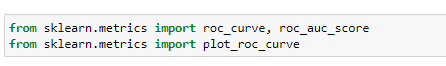 from sklearn.metrics import roc_curve, roc_auc_score
from sklearn.metrics import plot_roc_curve